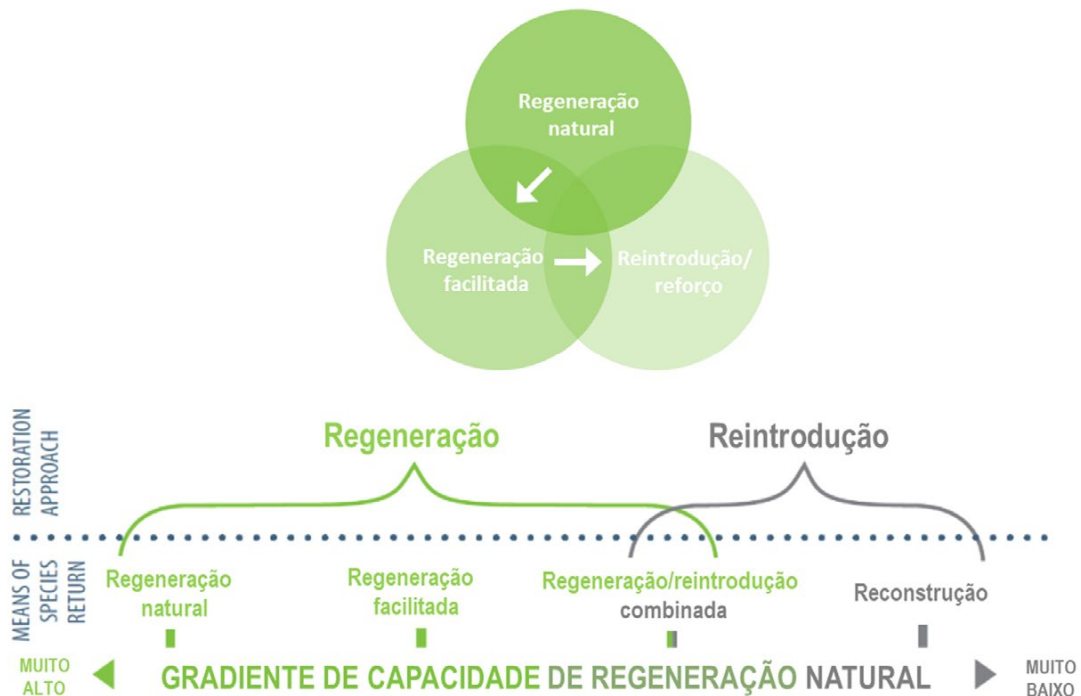 Regeneração
natural
Regeneração
facilitada
Reintrodução/
reforço
RESTORATION
APPROACH
Regeneração
Reintrodução
MEANS OF
SPECIES
RETURN
Regeneração
natural
Regeneração
facilitada
Regeneração/reintrodução
combinada
Reconstrução
MUITO
ALTO
GRADIENTE DE CAPACIDADE DE REGENERAÇÃO NATURAL
MUITO
BAIXO